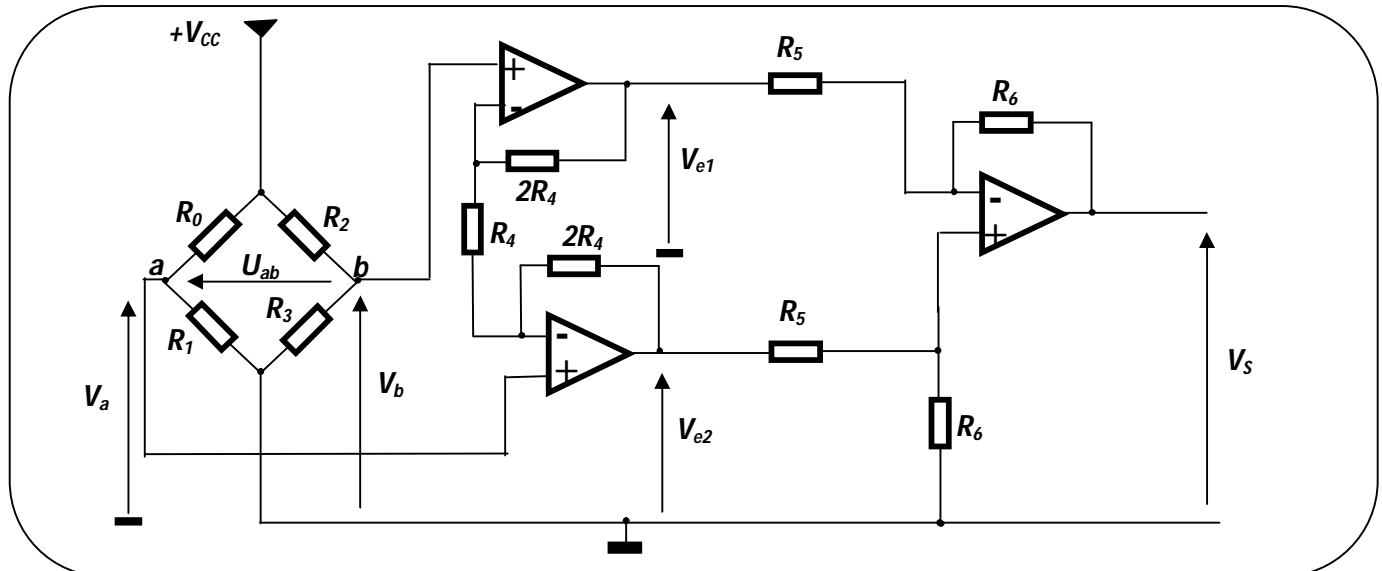 +V_CC
R_5
R_6
+
-
V_e1
2R_4
R_0
R_2
-
R_4
2R_4
+
a
U_ab
b
R_1
R_3
-
R_5
+
V_a
V_b
V_e2
R_6
V_S